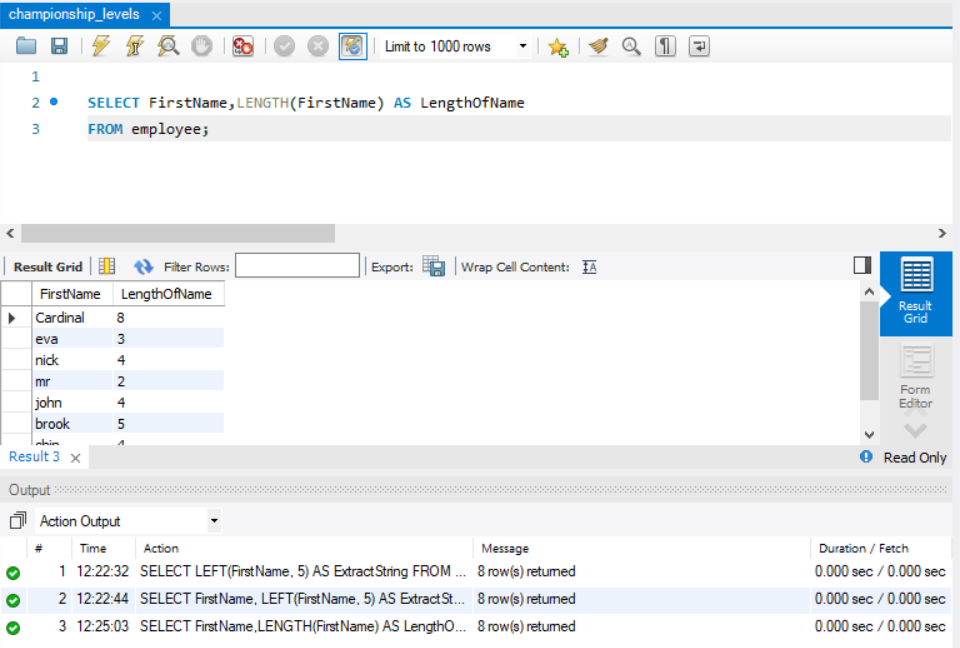 championship_levels
Limit to 1000 rows
1
2 SELECT FirstName,LENGTH(FirstName) AS LengthOfName
3 FROM employee;
Result Grid Filter Rows: Export: Wrap Cell Content:
FirstName LengthOfName
Cardinal 8
eva 3
nick 4
mr 2
john 4
brook 5
Result
Grid
Form
Editor
Result 3 Read Only
Output
Action Output
# Time Action Message Duration / Fetch
1 12:22:32 SELECT LEFT(FirstName, 5) AS ExtractString FROM ... 8 row(s) returned 0.000 sec / 0.000 sec
2 12:22:44 SELECT FirstName, LEFT(FirstName, 5) AS ExtractSt... 8 row(s) returned 0.000 sec / 0.000 sec
3 12:25:03 SELECT FirstName,LENGTH(FirstName) AS LengthO... 8 row(s) returned 0.000 sec / 0.000 sec